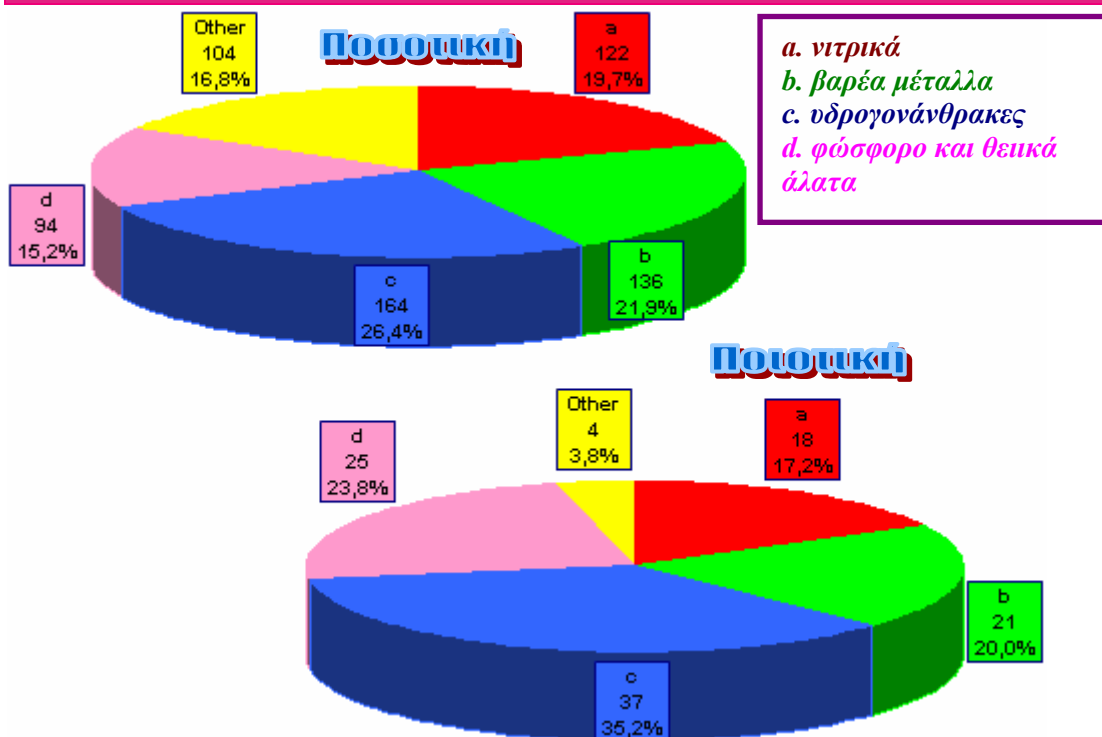 Ποσοτική
Other
104
16,8%
a
122
19,7%
a. νιτρικά
b. βαρέα μέταλλα
c. υδρογονάνθρακες
d. φώσφορο και θειικά
άλατα
d
94
15,2%
b
136
21,9%
c
164
26,4%
Ποιοτική
Other
4
3,8%
a
18
17,2%
d
25
23,8%
b
21
20,0%
c
37
35,2%